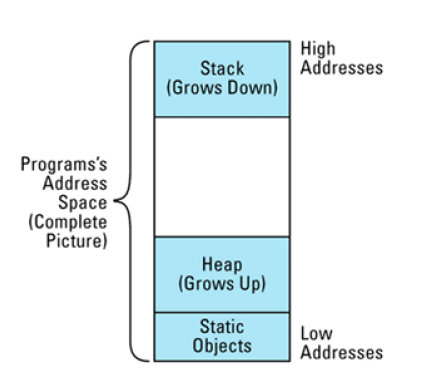 Stack
(Grows Down)
High
Addresses
Programs's
Address
Space
(Complete
Picture)
Heap
(Grows Up)
Static
Objects
Low
Addresses